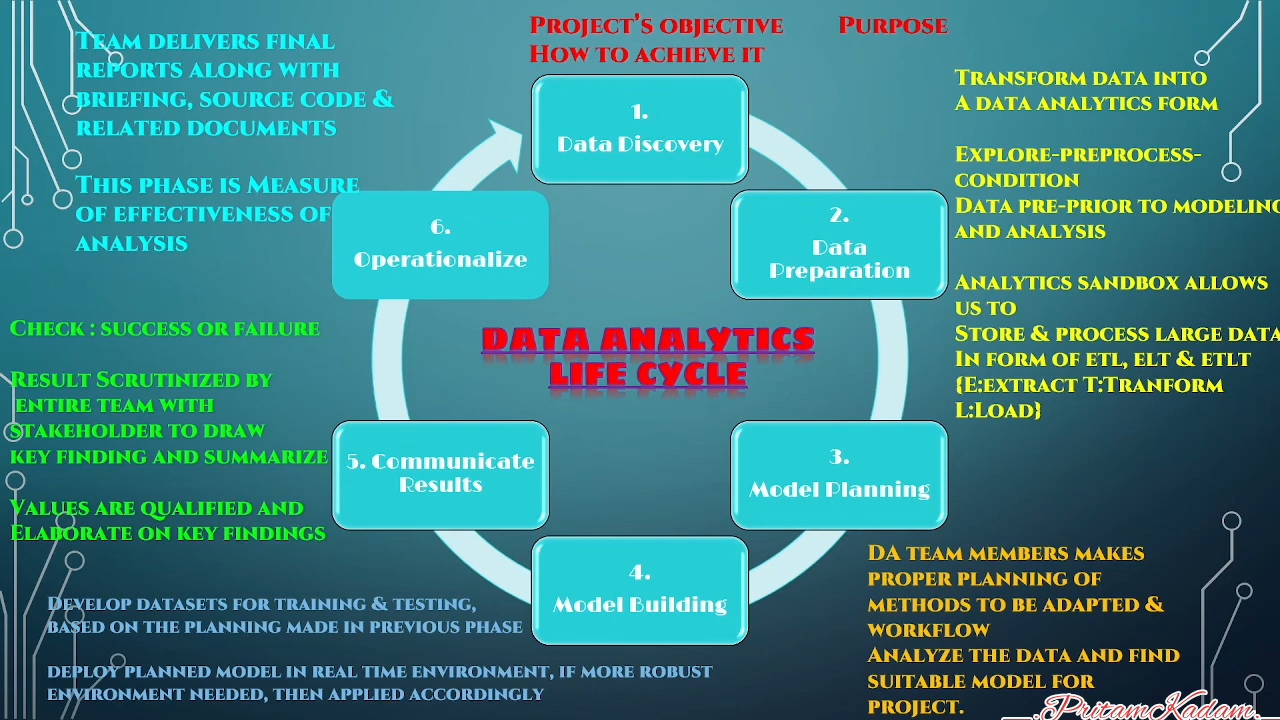 Project's objective Purpose
How to achieve it
1.
Data Discovery
Transform data into
A data analytics form
Explore-preprocess-
condition
Data pre-prior to modeling
and analysis
Analytics sandbox allows
us to
Store & process large data
In form of ETL, ELT & ETLT
{E:extract T:Tranform
L:Load}
2.
Data
Preparation
3.
Model Planning
DA team members makes
proper planning of
methods to be adapted &
workflow
Analyze the data and find
suitable model for
project.
4.
Model Building
Develop datasets for training & testing,
based on the planning made in previous phase
deploy planned model in real time environment, if more robust
environment needed, then applied accordingly
5. Communicate
Results
Check : success or failure
Result Scrutinized by
entire team with
stakeholder to draw
key finding and summarize
Values are qualified and
Elaborate on key findings
6.
Operationalize
Team delivers final
reports along with
briefing, source code &
related documents
This phase is Measure
of effectiveness of
analysis
DATA ANALYTICS
LIFE CYCLE
.PritamKadam.